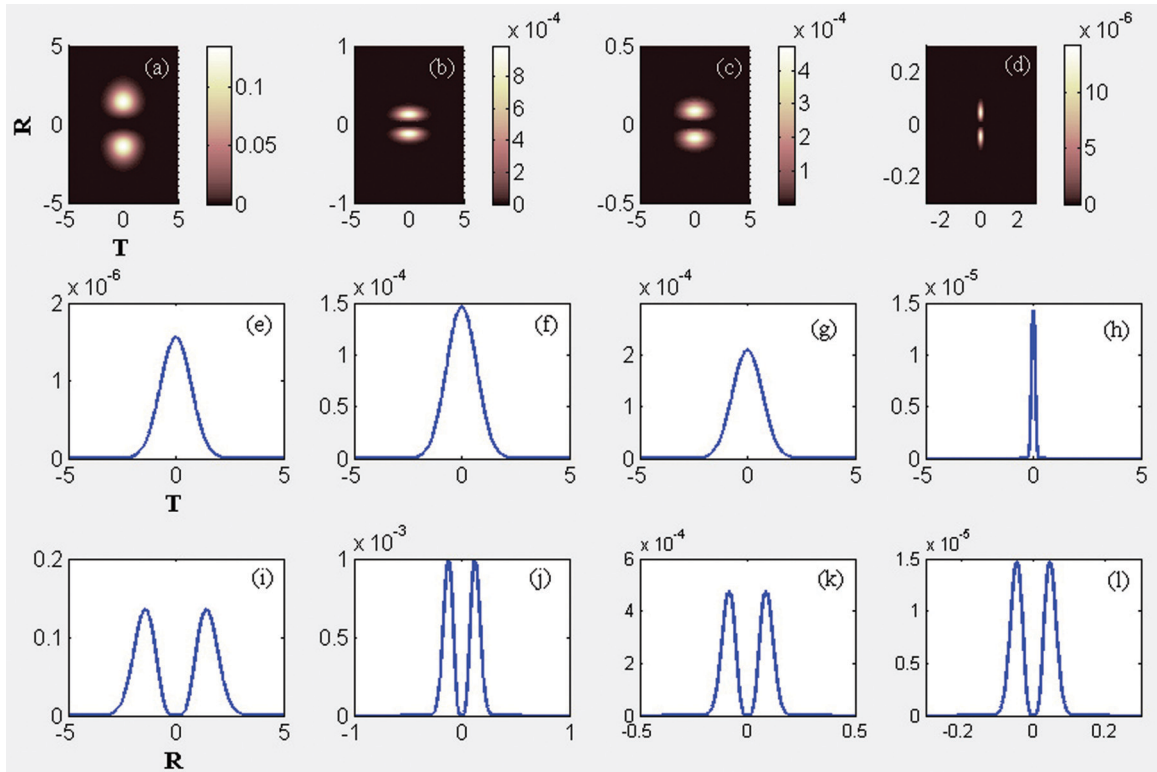 x 10^-4
x 10^-4
x 10^-6
5
0
-5
R
(a)
-5 0 5
T
0.1
0.05
0
1
0
-1
(b)
-5 0 5
8
6
4
2
0
0.5
0
-0.5
(c)
-5 0 5
4
3
2
1
0.2
0
-0.2
(d)
-2 0 2
10
5
0
x 10^-6
2
1
0
(e)
-5 0 5
T
x 10^-4
1.5
1
0.5
0
(f)
-5 0 5
x 10^-4
2
1
0
(g)
-5 0 5
x 10^-5
1.5
1
0.5
0
(h)
-5 0 5
0.2
0.1
0
(i)
-5 0 5
R
x 10^-3
1
0.5
0
(j)
-1 0 1
x 10^-4
6
4
2
0
(k)
-0.5 0 0.5
x 10^-5
1.5
1
0.5
0
(l)
-0.2 0 0.2